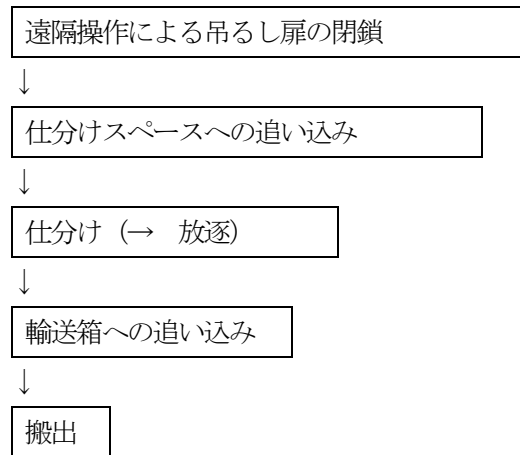 遠隔操作による吊るし扉の閉鎖
↓
仕分けスペースへの追い込み
↓
仕分け（→　放逐）
↓
輸送箱への追い込み
↓
搬出